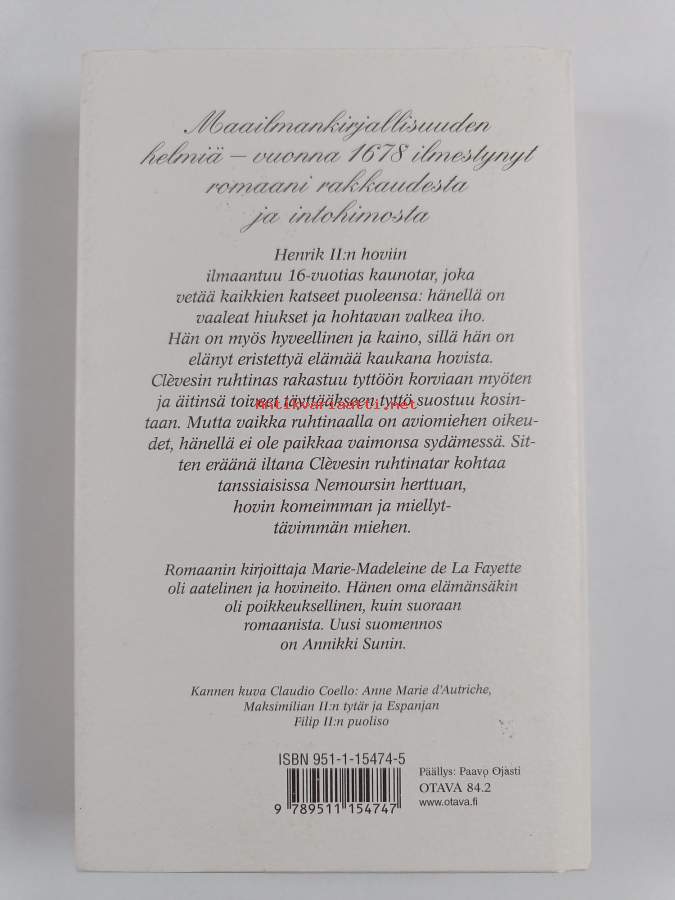 Maailmankirjallisuuden
helmiä – vuonna 1678 ilmestynyt
romaani rakkaudesta
ja intohimosta
Henrik II:n hoviin
ilmaantuu 16-vuotias kaunotar, joka
vetää kaikkien katseet puoleensa: hänellä on
vaaleat hiukset ja hohtavan valkea iho.
Hän on myös hyveellinen ja kaino, sillä hän on
elänyt eristettyä elämää kaukana hovista.
Clèvesin ruhtinas rakastuu tyttöön korviaan myöten
ja äitinsä toiveet täyttääkseen tyttö suostuu kosin-
Antikvariaatti.net
taan. Mutta vaikka ruhtinaalla on aviomiehen oikeu-
det, hänellä ei ole paikkaa vaimonsa sydämessä. Sit-
ten eräänä iltana Clèvesin ruhtinatar kohtaa
tanssiaisissa Nemoursin herttuan,
hovin komeimman ja miellyt-
tävimmän miehen.
Romaanin kirjoittaja Marie-Madeleine de La Fayette
oli aatelinen ja hovineito. Hänen oma elämänsäkin
oli poikkeuksellinen, kuin suoraan
romaanista. Uusi suomennos
on Annikki Sunin.
Kannen kuva Claudio Coello: Anne Marie d'Autriche,
Maksimilian II:n tytär ja Espanjan
Filip II:n puoliso
ISBN 951-1-15474-5
9 789511 154747
Päällys: Paavo Ojasti
OTAVA 84.2
www.otava.fi